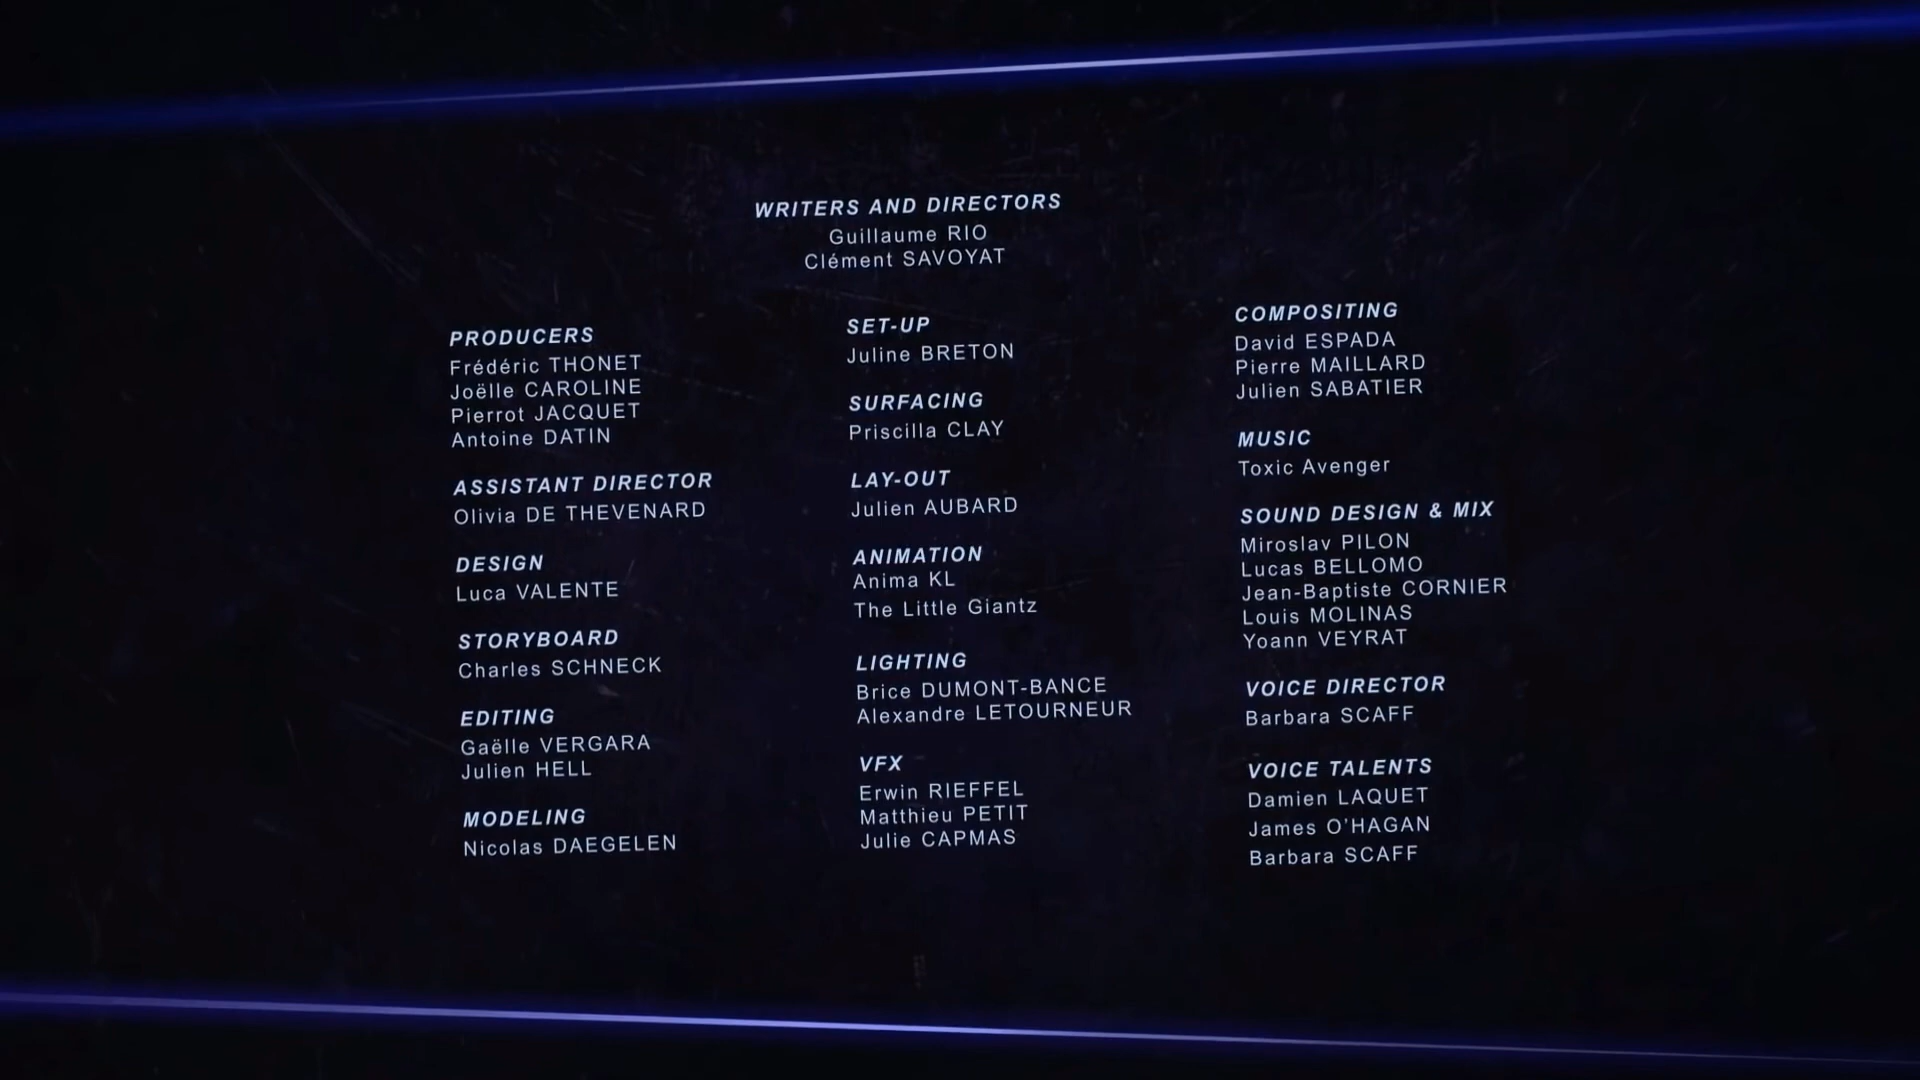 WRITERS AND DIRECTORS
Guillaume RIO
Clément SAVOYAT
PRODUCERS
Frédéric THONET
Joëlle CAROLINE
Pierrot JACQUET
Antoine DATIN
ASSISTANT DIRECTOR
Olivia DE THEVENARD
DESIGN
Luca VALENTE
STORYBOARD
Charles SCHNECK
EDITING
Gaëlle VERGARA
Julien HELL
MODELING
Nicolas DAEGELEN
SET-UP
Juline BRETON
SURFACING
Priscilla CLAY
LAY-OUT
Julien AUBARD
ANIMATION
Anima KL
The Little Giantz
LIGHTING
Brice DUMONT-BANCE
Alexandre LETOURNEUR
VFX
Erwin RIEFFEL
Matthieu PETIT
Julie CAPMAS
COMPOSITING
David ESPADA
Pierre MAILLARD
Julien SABATIER
MUSIC
Toxic Avenger
SOUND DESIGN & MIX
Miroslav PILON
Lucas BELLOMO
Jean-Baptiste CORNIER
Louis MOLINAS
Yoann VEYRAT
VOICE DIRECTOR
Barbara SCAFF
VOICE TALENTS
Damien LAQUET
James O'HAGAN
Barbara SCAFF